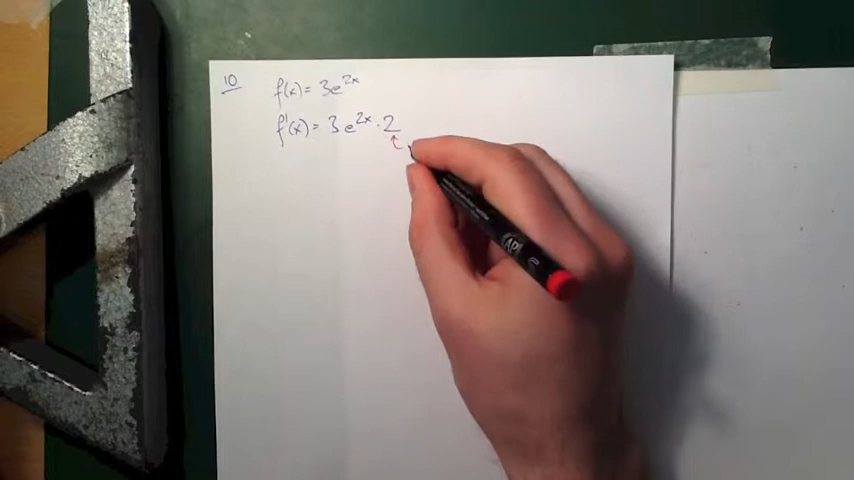 10
f(x) = 3e^{2x}
f'(x) = 3e^{2x} · 2